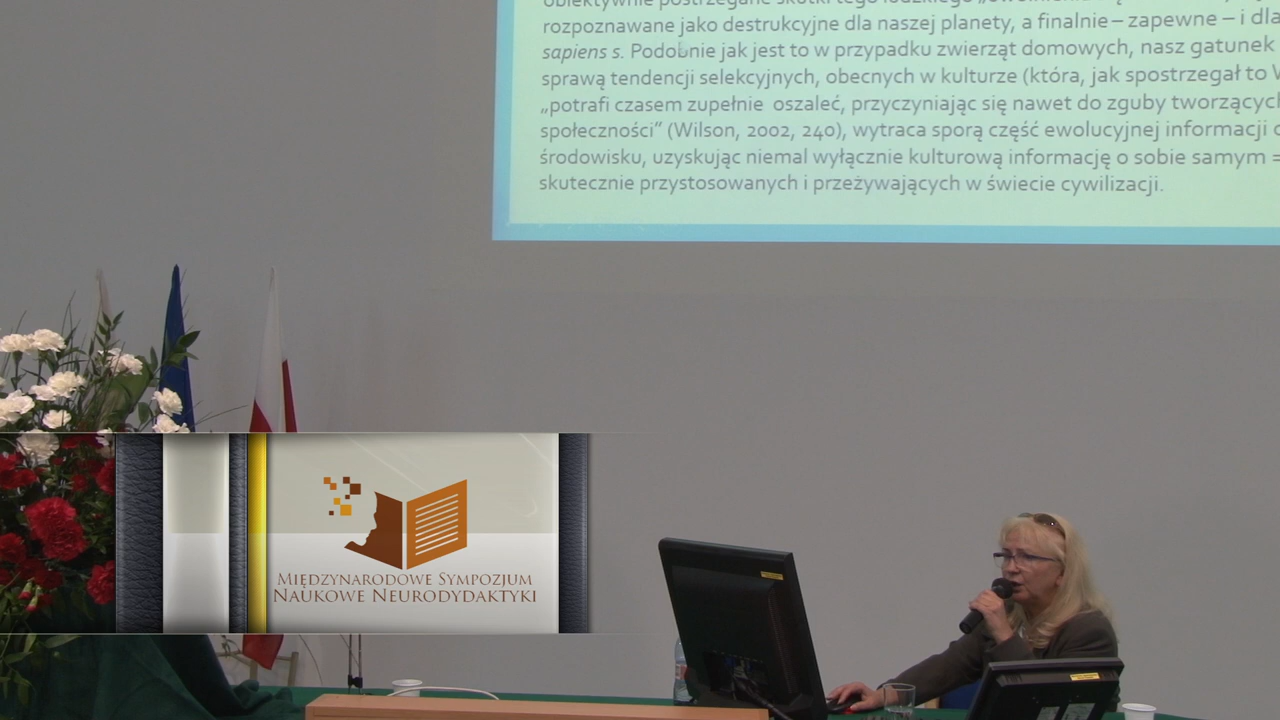 rozpoznawane jako destrukcyjne dla naszej planety, a finalnie – zapewne – i dla
sapiens s. Podobnie jak jest to w przypadku zwierząt domowych, nasz gatunek
sprawą tendencji selekcyjnych, obecnych w kulturze (która, jak spostrzegał to W
„potrafi czasem zupełnie oszaleć, przyczyniając się nawet do zguby tworzących
społeczności” (Wilson, 2002, 240), wytraca sporą część ewolucyjnej informacji o
środowisku, uzyskując niemal wyłącznie kulturową informację o sobie samym =
skutecznie przystosowanych i przeżywających w świecie cywilizacji.
Międzynarodowe Sympozjum
Naukowe Neurodydaktyki